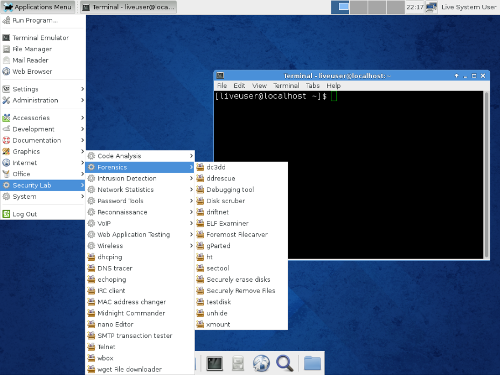 Applications Menu
Terminal - liveuser@loca...
22:17
Live System User
Run Program...
Terminal Emulator
File Manager
Mail Reader
Web Browser
Settings
Administration
Accessories
Development
Documentation
Graphics
Internet
Office
Security Lab
System
Log Out
Code Analysis
Forensics
Intrusion Detection
Network Statistics
Password Tools
Reconnaissance
VoIP
Web Application Testing
Wireless
dhcping
DNS tracer
echoping
IRC client
MAC address changer
Midnight Commander
nano Editor
SMTP transaction tester
Telnet
wbox
wget File downloader
dc3dd
ddrescue
Debugging tool
Disk scruber
driftnet
ELF Examiner
Foremost Filecarver
gParted
ht
sectool
Securely erase disks
Securely Remove Files
testdisk
unhide
xmount
Terminal - liveuser@localhost:~
File Edit View Terminal Tabs Help
[liveuser@localhost ~]$